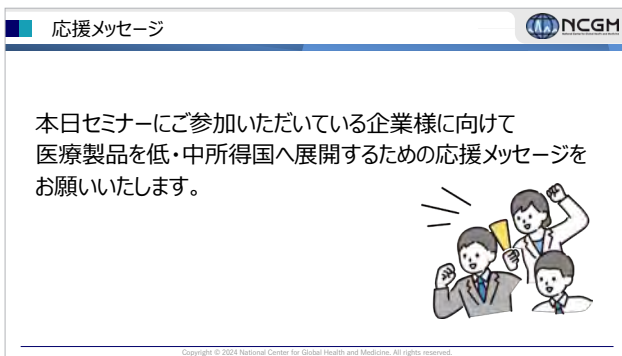 応援メッセージ
NCGM
本日セミナーにご参加いただいている企業様に向けて
医療製品を低・中所得国へ展開するための応援メッセージを
お願いいたします。
Copyright © 2024 National Center for Global Health and Medicine. All rights reserved.